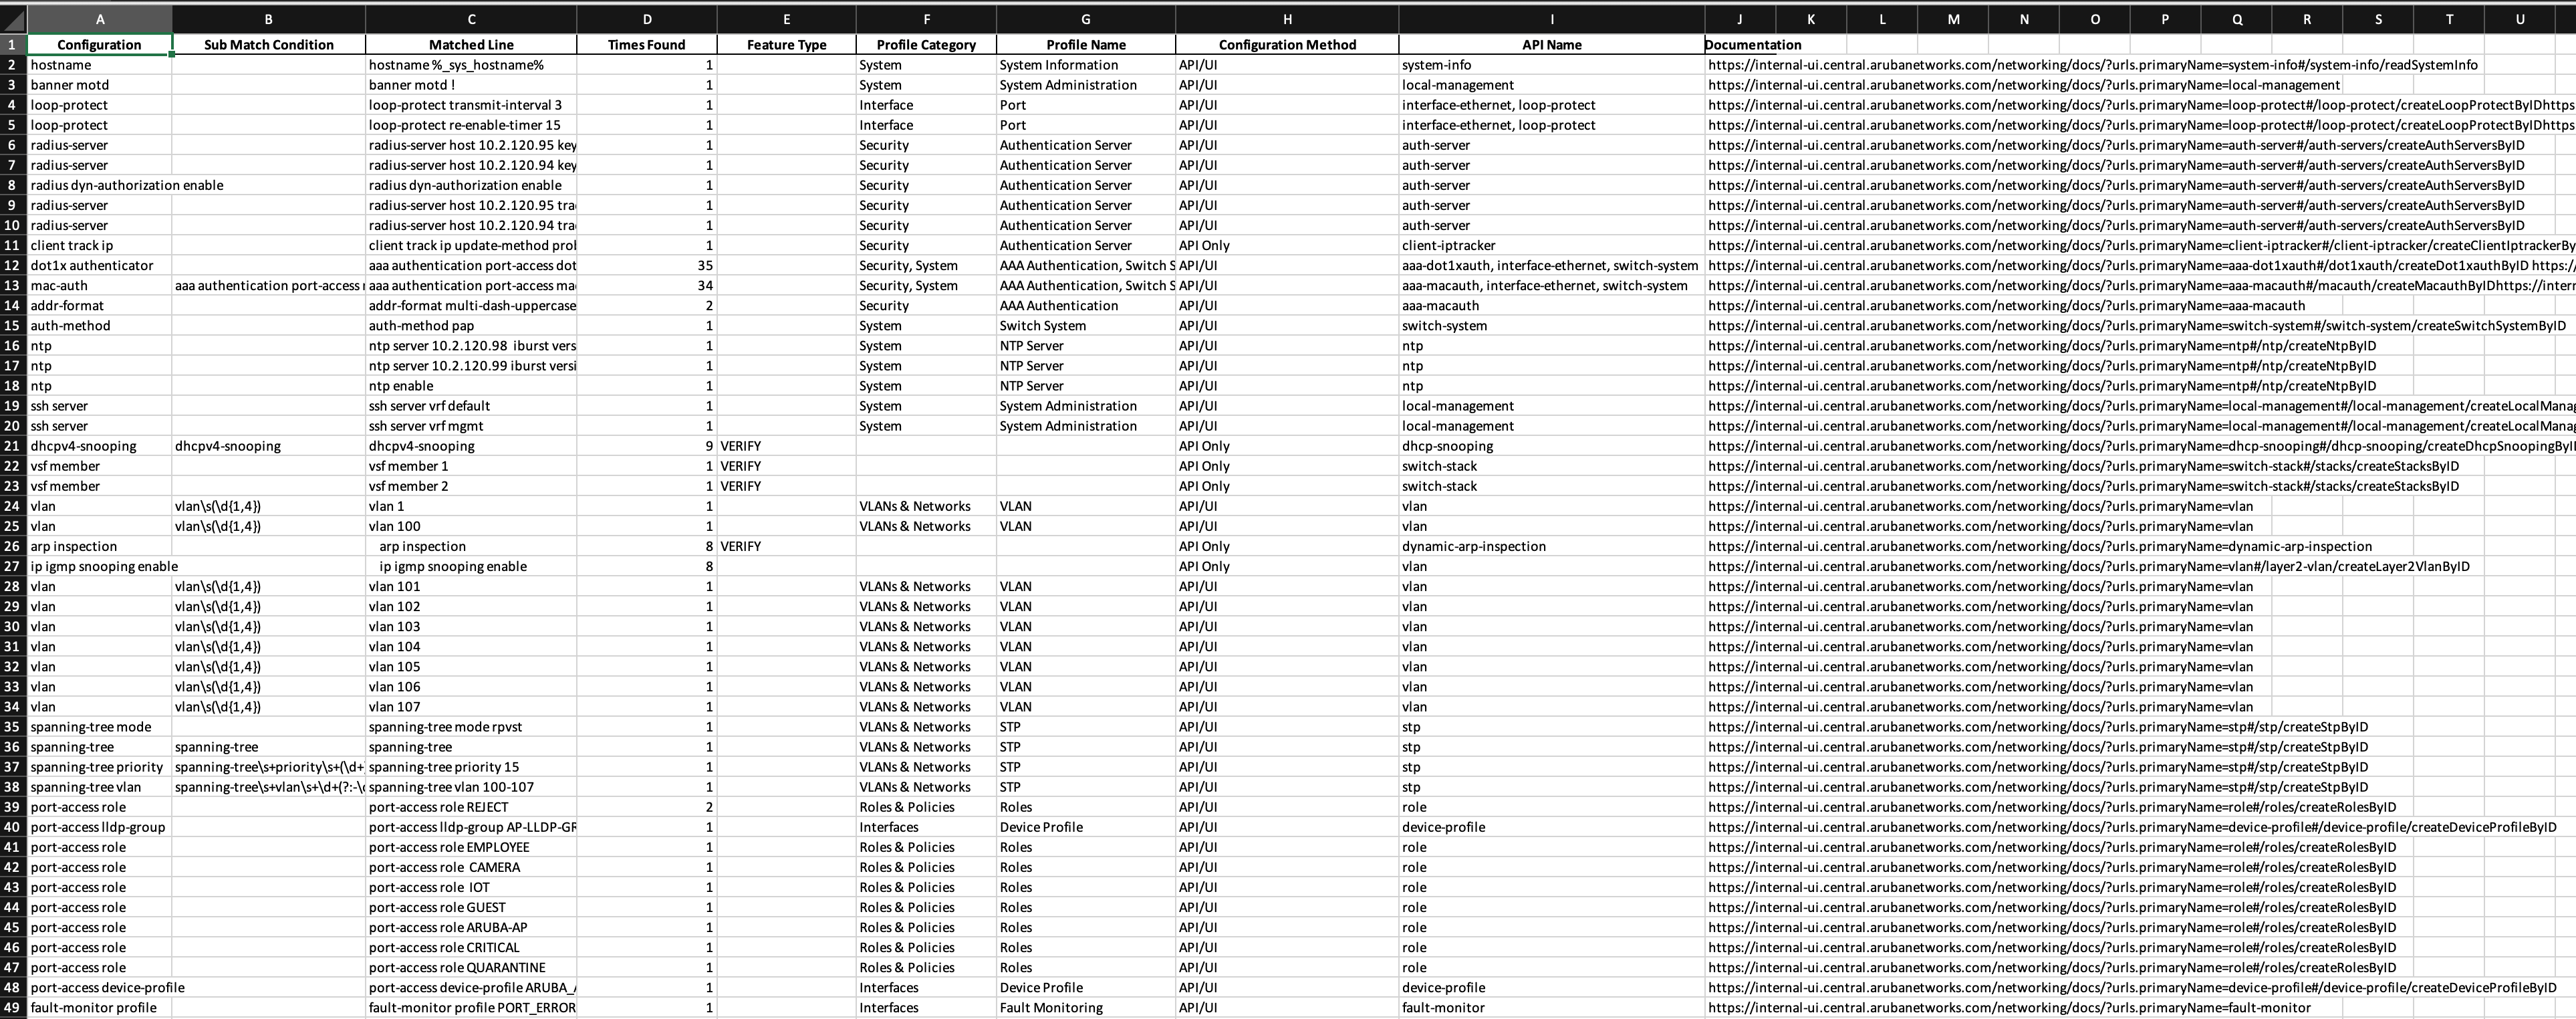 A B C D E F G H I J K L M N O P Q R S T U
1 Configuration Sub Match Condition Matched Line Times Found Feature Type Profile Category Profile Name Configuration Method API Name Documentation
2 hostname hostname %_sys_hostname% 1 System System Information API/UI system-info https://internal-ui.central.arubanetworks.com/networking/docs/?urls.primaryName=system-info#/system-info/readSystemInfo
3 banner motd banner motd ! 1 System System Administration API/UI local-management https://internal-ui.central.arubanetworks.com/networking/docs/?urls.primaryName=local-management
4 loop-protect loop-protect transmit-interval 3 1 Interface Port API/UI interface-ethernet, loop-protect https://internal-ui.central.arubanetworks.com/networking/docs/?urls.primaryName=loop-protect#/loop-protect/createLoopProtectByIDhttps
5 loop-protect loop-protect re-enable-timer 15 1 Interface Port API/UI interface-ethernet, loop-protect https://internal-ui.central.arubanetworks.com/networking/docs/?urls.primaryName=loop-protect#/loop-protect/createLoopProtectByIDhttps
6 radius-server radius-server host 10.2.120.95 key 1 Security Authentication Server API/UI auth-server https://internal-ui.central.arubanetworks.com/networking/docs/?urls.primaryName=auth-server#/auth-servers/createAuthServersByID
7 radius-server radius-server host 10.2.120.94 key 1 Security Authentication Server API/UI auth-server https://internal-ui.central.arubanetworks.com/networking/docs/?urls.primaryName=auth-server#/auth-servers/createAuthServersByID
8 radius dyn-authorization enable radius dyn-authorization enable 1 Security Authentication Server API/UI auth-server https://internal-ui.central.arubanetworks.com/networking/docs/?urls.primaryName=auth-server#/auth-servers/createAuthServersByID
9 radius-server radius-server host 10.2.120.95 tra 1 Security Authentication Server API/UI auth-server https://internal-ui.central.arubanetworks.com/networking/docs/?urls.primaryName=auth-server#/auth-servers/createAuthServersByID
10 radius-server radius-server host 10.2.120.94 tra 1 Security Authentication Server API/UI auth-server https://internal-ui.central.arubanetworks.com/networking/docs/?urls.primaryName=auth-server#/auth-servers/createAuthServersByID
11 client track ip client track ip update-method pro 1 Security Authentication Server API Only client-iptracker https://internal-ui.central.arubanetworks.com/networking/docs/?urls.primaryName=client-iptracker#/client-iptracker/createClientIptrackerBy
12 dot1x authenticator aaa authentication port-access dot 35 Security, System AAA Authentication, Switch S API/UI aaa-dot1xauth, interface-ethernet, switch-system https://internal-ui.central.arubanetworks.com/networking/docs/?urls.primaryName=aaa-dot1xauth#/dot1xauth/createDot1xauthByID https:/
13 mac-auth aaa authentication port-access aaa authentication port-access ma 34 Security, System AAA Authentication, Switch S API/UI aaa-macauth, interface-ethernet, switch-system https://internal-ui.central.arubanetworks.com/networking/docs/?urls.primaryName=aaa-macauth#/macauth/createMacauthByIDhttps://inter
14 addr-format addr-format multi-dash-uppercase 2 Security AAA Authentication API/UI aaa-macauth https://internal-ui.central.arubanetworks.com/networking/docs/?urls.primaryName=aaa-macauth
15 auth-method auth-method pap 1 System Switch System API/UI switch-system https://internal-ui.central.arubanetworks.com/networking/docs/?urls.primaryName=switch-system#/switch-system/createSwitchSystemByID
16 ntp ntp server 10.2.120.98 iburst vers 1 System NTP Server API/UI ntp https://internal-ui.central.arubanetworks.com/networking/docs/?urls.primaryName=ntp#/ntp/createNtpByID
17 ntp ntp server 10.2.120.99 iburst versi 1 System NTP Server API/UI ntp https://internal-ui.central.arubanetworks.com/networking/docs/?urls.primaryName=ntp#/ntp/createNtpByID
18 ntp ntp enable 1 System NTP Server API/UI ntp https://internal-ui.central.arubanetworks.com/networking/docs/?urls.primaryName=ntp#/ntp/createNtpByID
19 ssh server ssh server vrf default 1 System System Administration API/UI local-management https://internal-ui.central.arubanetworks.com/networking/docs/?urls.primaryName=local-management#/local-management/createLocalManag
20 ssh server ssh server vrf mgmt 1 System System Administration API/UI local-management https://internal-ui.central.arubanetworks.com/networking/docs/?urls.primaryName=local-management#/local-management/createLocalManag
21 dhcpv4-snooping dhcpv4-snooping dhcpv4-snooping 9 VERIFY API Only dhcp-snooping https://internal-ui.central.arubanetworks.com/networking/docs/?urls.primaryName=dhcp-snooping#/dhcp-snooping/createDhcpSnoopingByI
22 vsf member vsf member 1 1 VERIFY API Only switch-stack https://internal-ui.central.arubanetworks.com/networking/docs/?urls.primaryName=switch-stack#/stacks/createStacksByID
23 vsf member vsf member 2 1 VERIFY API Only switch-stack https://internal-ui.central.arubanetworks.com/networking/docs/?urls.primaryName=switch-stack#/stacks/createStacksByID
24 vlan vlan\s(\d{1,4}) vlan 1 1 VLANs & Networks VLAN API/UI vlan https://internal-ui.central.arubanetworks.com/networking/docs/?urls.primaryName=vlan
25 vlan vlan\s(\d{1,4}) vlan 100 1 VLANs & Networks VLAN API/UI vlan https://internal-ui.central.arubanetworks.com/networking/docs/?urls.primaryName=vlan
26 arp inspection arp inspection 8 VERIFY API Only dynamic-arp-inspection https://internal-ui.central.arubanetworks.com/networking/docs/?urls.primaryName=dynamic-arp-inspection
27 ip igmp snooping enable ip igmp snooping enable 8 API Only vlan https://internal-ui.central.arubanetworks.com/networking/docs/?urls.primaryName=vlan#/layer2-vlan/createLayer2VlanByID
28 vlan vlan\s(\d{1,4}) vlan 101 1 VLANs & Networks VLAN API/UI vlan https://internal-ui.central.arubanetworks.com/networking/docs/?urls.primaryName=vlan
29 vlan vlan\s(\d{1,4}) vlan 102 1 VLANs & Networks VLAN API/UI vlan https://internal-ui.central.arubanetworks.com/networking/docs/?urls.primaryName=vlan
30 vlan vlan\s(\d{1,4}) vlan 103 1 VLANs & Networks VLAN API/UI vlan https://internal-ui.central.arubanetworks.com/networking/docs/?urls.primaryName=vlan
31 vlan vlan\s(\d{1,4}) vlan 104 1 VLANs & Networks VLAN API/UI vlan https://internal-ui.central.arubanetworks.com/networking/docs/?urls.primaryName=vlan
32 vlan vlan\s(\d{1,4}) vlan 105 1 VLANs & Networks VLAN API/UI vlan https://internal-ui.central.arubanetworks.com/networking/docs/?urls.primaryName=vlan
33 vlan vlan\s(\d{1,4}) vlan 106 1 VLANs & Networks VLAN API/UI vlan https://internal-ui.central.arubanetworks.com/networking/docs/?urls.primaryName=vlan
34 vlan vlan\s(\d{1,4}) vlan 107 1 VLANs & Networks VLAN API/UI vlan https://internal-ui.central.arubanetworks.com/networking/docs/?urls.primaryName=vlan
35 spanning-tree mode spanning-tree mode rpvst 1 VLANs & Networks STP API/UI stp https://internal-ui.central.arubanetworks.com/networking/docs/?urls.primaryName=stp#/stp/createStpByID
36 spanning-tree spanning-tree spanning-tree 1 VLANs & Networks STP API/UI stp https://internal-ui.central.arubanetworks.com/networking/docs/?urls.primaryName=stp#/stp/createStpByID
37 spanning-tree priority spanning-tree\s+priority\s+(\d+ spanning-tree priority 15 1 VLANs & Networks STP API/UI stp https://internal-ui.central.arubanetworks.com/networking/docs/?urls.primaryName=stp#/stp/createStpByID
38 spanning-tree vlan spanning-tree\s+vlan\s+\d+(?:-\ spanning-tree vlan 100-107 1 VLANs & Networks STP API/UI stp https://internal-ui.central.arubanetworks.com/networking/docs/?urls.primaryName=stp#/stp/createStpByID
39 port-access role port-access role REJECT 2 Roles & Policies Roles API/UI role https://internal-ui.central.arubanetworks.com/networking/docs/?urls.primaryName=role#/roles/createRolesByID
40 port-access lldp-group port-access lldp-group AP-LLDP-GR 1 Interfaces Device Profile API/UI device-profile https://internal-ui.central.arubanetworks.com/networking/docs/?urls.primaryName=device-profile#/device-profile/createDeviceProfileByID
41 port-access role port-access role EMPLOYEE 1 Roles & Policies Roles API/UI role https://internal-ui.central.arubanetworks.com/networking/docs/?urls.primaryName=role#/roles/createRolesByID
42 port-access role port-access role CAMERA 1 Roles & Policies Roles API/UI role https://internal-ui.central.arubanetworks.com/networking/docs/?urls.primaryName=role#/roles/createRolesByID
43 port-access role port-access role IOT 1 Roles & Policies Roles API/UI role https://internal-ui.central.arubanetworks.com/networking/docs/?urls.primaryName=role#/roles/createRolesByID
44 port-access role port-access role GUEST 1 Roles & Policies Roles API/UI role https://internal-ui.central.arubanetworks.com/networking/docs/?urls.primaryName=role#/roles/createRolesByID
45 port-access role port-access role ARUBA-AP 1 Roles & Policies Roles API/UI role https://internal-ui.central.arubanetworks.com/networking/docs/?urls.primaryName=role#/roles/createRolesByID
46 port-access role port-access role CRITICAL 1 Roles & Policies Roles API/UI role https://internal-ui.central.arubanetworks.com/networking/docs/?urls.primaryName=role#/roles/createRolesByID
47 port-access role port-access role QUARANTINE 1 Roles & Policies Roles API/UI role https://internal-ui.central.arubanetworks.com/networking/docs/?urls.primaryName=role#/roles/createRolesByID
48 port-access device-profile port-access device-profile ARUBA_ 1 Interfaces Device Profile API/UI device-profile https://internal-ui.central.arubanetworks.com/networking/docs/?urls.primaryName=device-profile#/device-profile/createDeviceProfileByID
49 fault-monitor profile fault-monitor profile PORT_ERROR 1 Interfaces Fault Monitoring API/UI fault-monitor https://internal-ui.central.arubanetworks.com/networking/docs/?urls.primaryName=fault-monitor